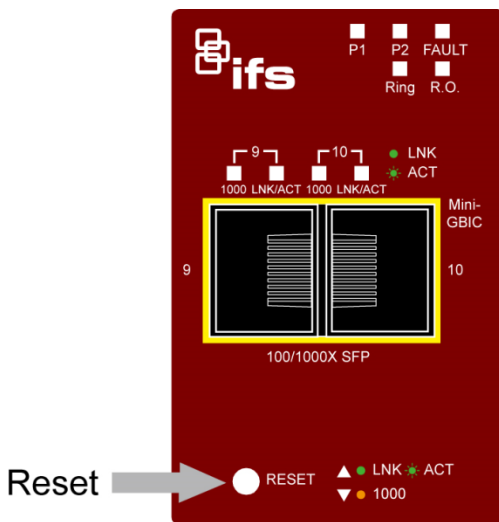 ifs
P1 P2 FAULT
Ring R.O.
9 10 LNK
ACT
1000 LNK/ACT 1000 LNK/ACT
Mini-
GBIC
9 10
100/1000X SFP
Reset RESET LNK ACT
1000